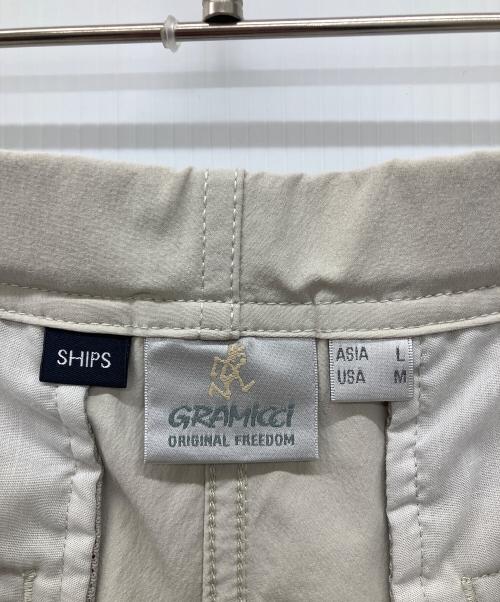 SHIPS
GRAMICCI
ORIGINAL FREEDOM
ASIA L
USA M